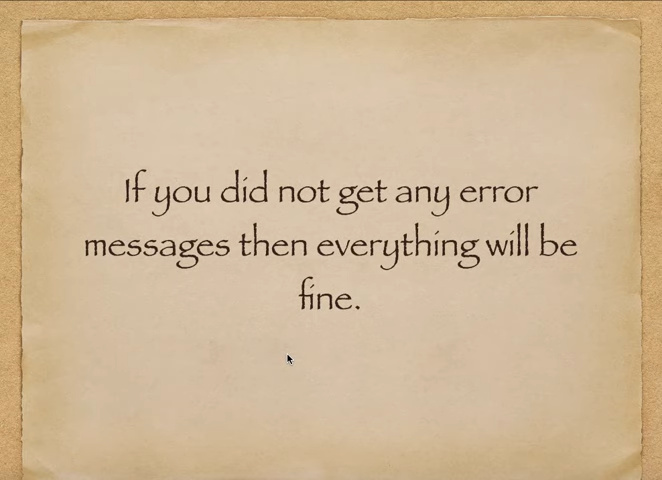 If you did not get any error
messages then everything will be
fine.